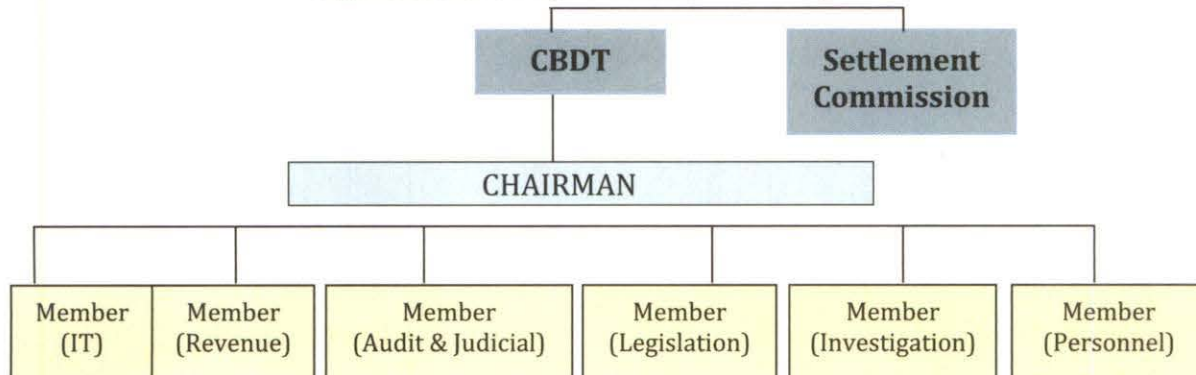 CBDT
Settlement
Commission
CHAIRMAN
Member
(IT)
Member
(Revenue)
Member
(Audit & Judicial)
Member
(Legislation)
Member
(Investigation)
Member
(Personnel)